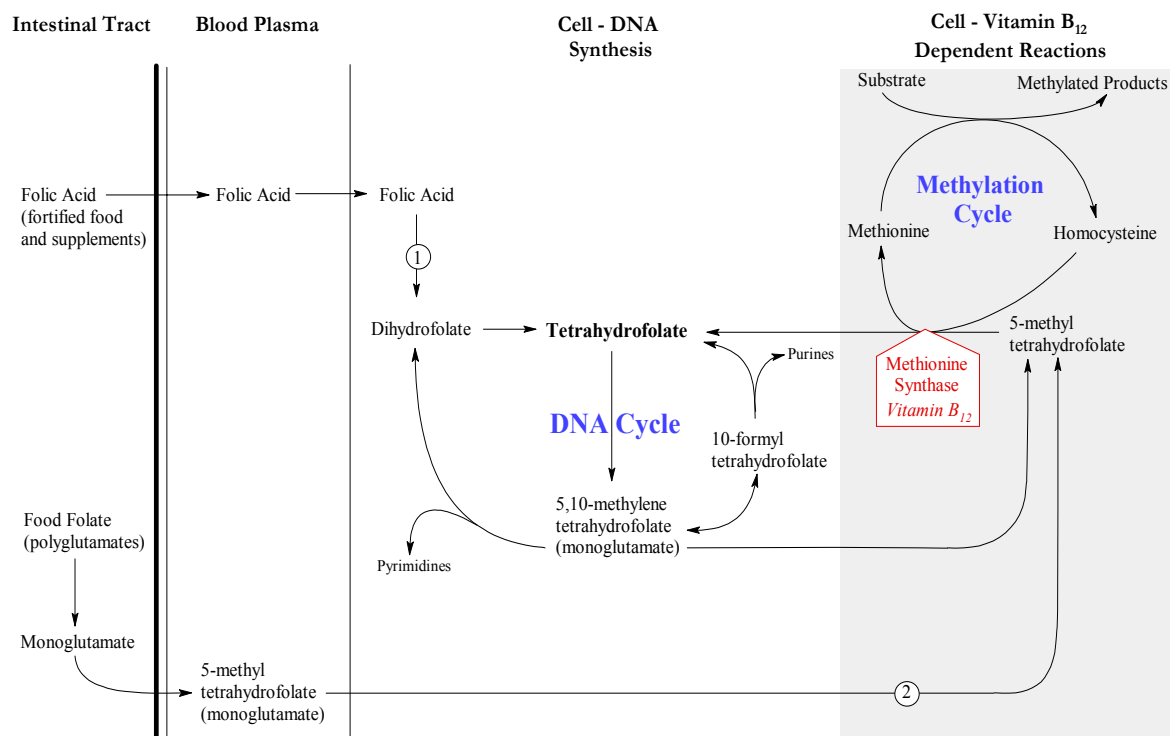 Intestinal Tract
Blood Plasma
Cell - DNA
Synthesis
Cell - Vitamin B12
Dependent Reactions
Substrate
Methylated Products
Folic Acid
(fortified food
and supplements)
Folic Acid
Folic Acid
Methylation
Cycle
Methionine
Homocysteine
1
Dihydrofolate
Tetrahydrofolate
5-methyl
tetrahydrofolate
Purines
Methionine
Synthase
Vitamin B12
DNA Cycle
10-formyl
tetrahydrofolate
5,10-methylene
tetrahydrofolate
(monoglutamate)
Food Folate
(polyglutamates)
Pyrimidines
Monoglutamate
5-methyl
tetrahydrofolate
(monoglutamate)
2